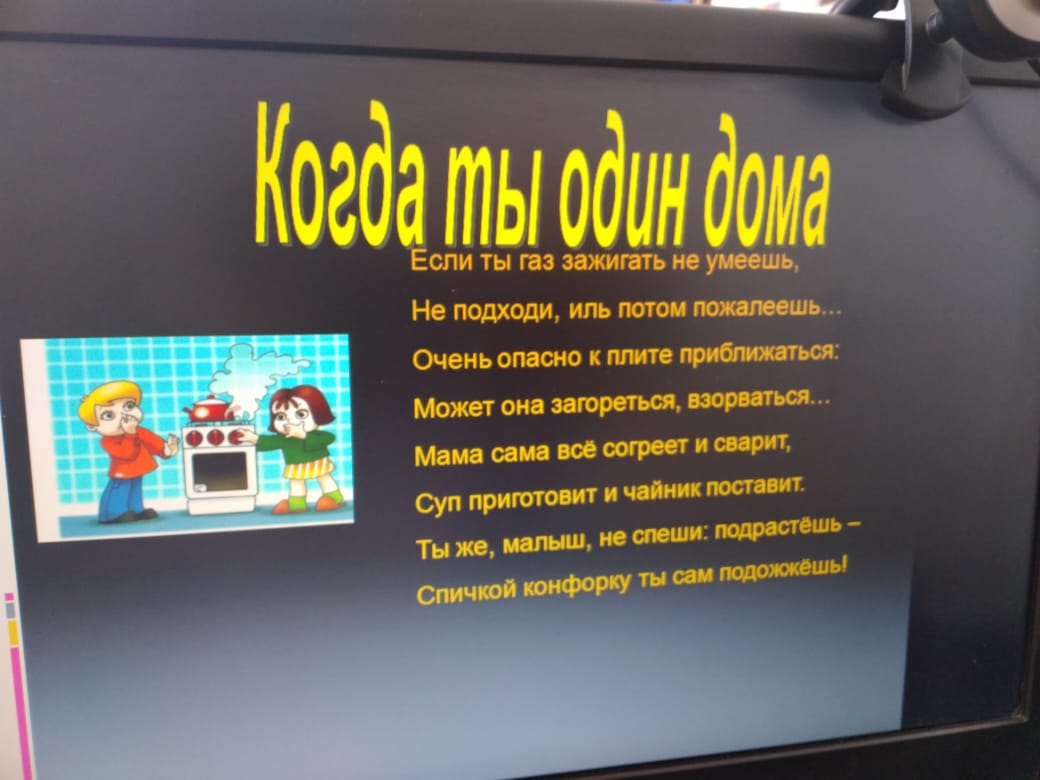 Когда ты один дома
Если ты газ зажигать не умеешь,
Не подходи, иль потом пожалеешь...
Очень опасно к плите приближаться:
Может она загореться, взорваться...
Мама сама всё согреет и сварит,
Суп приготовит и чайник поставит.
Ты же, малыш, не спеши: подрастёшь –
Спичкой конфорку ты сам подожжёшь!